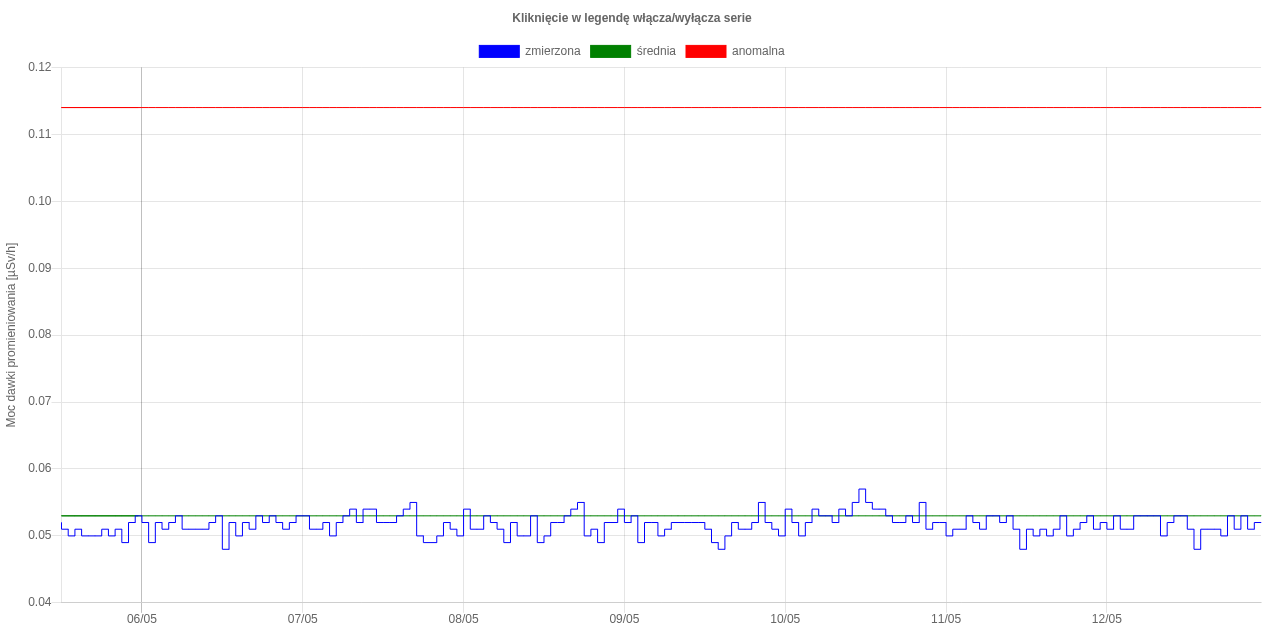 Kliknięcie w legendę włącza/wyłącza serie
zmierzona średnia anomalna
Moc dawki promieniowania [µSv/h]
0.12
0.11
0.10
0.09
0.08
0.07
0.06
0.05
0.04
06/05 07/05 08/05 09/05 10/05 11/05 12/05